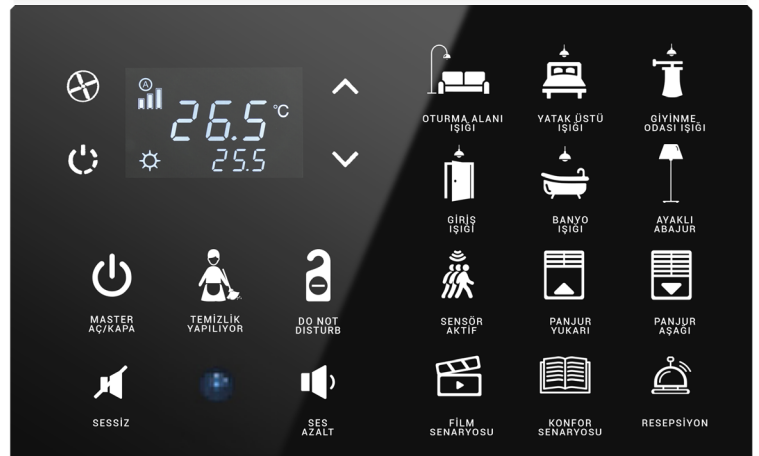 A
26.5 °C
25.5
OTURMA ALANI
IŞIĞI
YATAK ÜSTÜ
IŞIĞI
GİYİNME
ODASI IŞIĞI
GİRİŞ
IŞIĞI
BANYO
IŞIĞI
AYAKLI
ABAJUR
MASTER
AÇ/KAPA
TEMİZLİK
YAPILIYOR
DO NOT
DISTURB
SENSÖR
AKTİF
PANJUR
YUKARI
PANJUR
AŞAĞI
SESSİZ
SES
AZALT
FİLM
SENARYOSU
KONFOR
SENARYOSU
RESEPSİYON